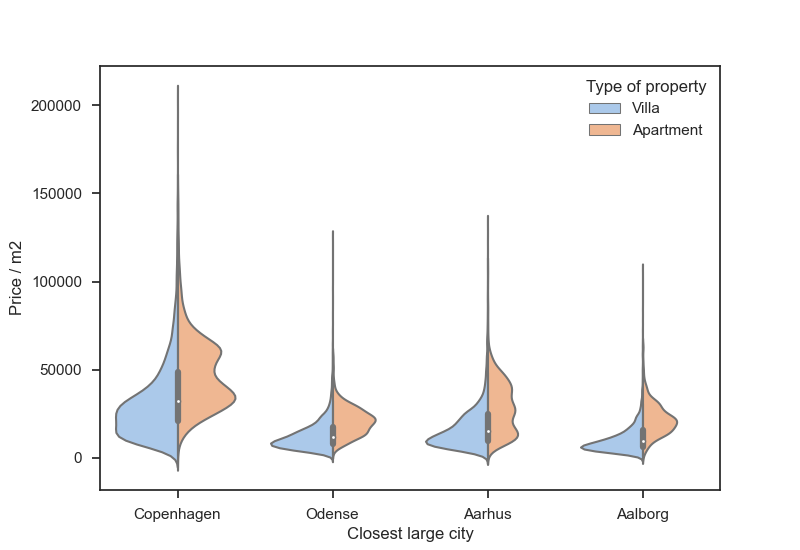 Type of property
Villa
Apartment
200000
150000
100000
50000
0
Price / m2
Copenhagen Odense Aarhus Aalborg
Closest large city